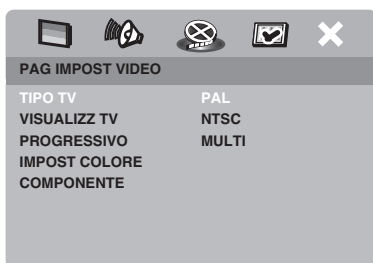 PAG IMPOST VIDEO
TIPO TV PAL
VISUALIZZ TV NTSC
PROGRESSIVO MULTI
IMPOST COLORE
COMPONENTE